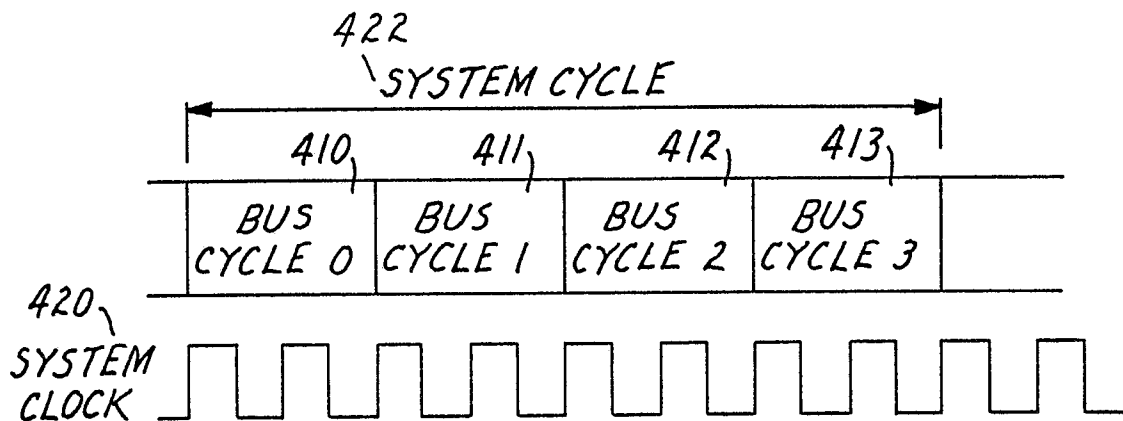 422
SYSTEM CYCLE
410 411 412 413
BUS CYCLE 0
BUS CYCLE 1
BUS CYCLE 2
BUS CYCLE 3
420
SYSTEM
CLOCK